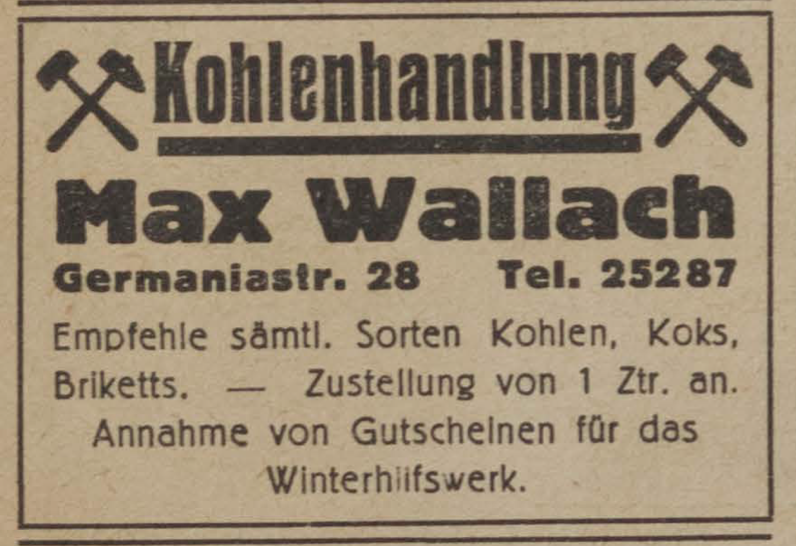 Kohlenhandlung
Max Wallach
Germaniastr. 28 Tel. 25287
Empfehle sämtl. Sorten Kohlen, Koks,
Briketts. — Zustellung von 1 Ztr. an.
Annahme von Gutscheinen für das
Winterhilfswerk.